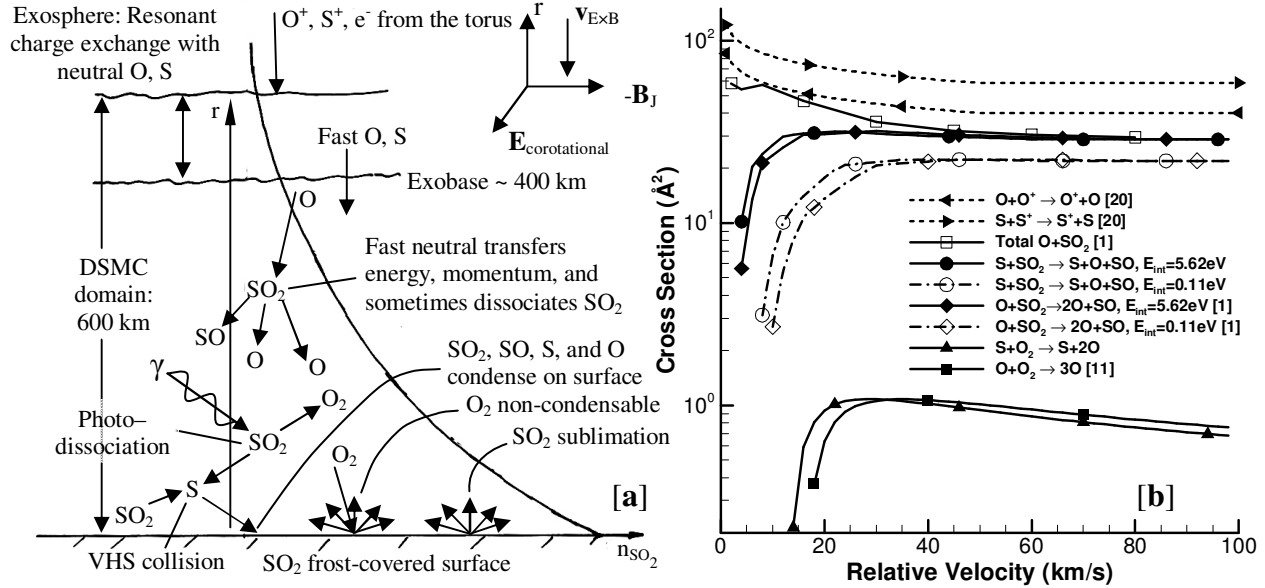 Exosphere: Resonant
charge exchange with
neutral O, S
O⁺, S⁺, e⁻ from the torus
r
v_E×B
-B_J
E_corotational
r
Fast O, S
Exobase ~ 400 km
O
DSMC
domain:
600 km
Fast neutral transfers
energy, momentum, and
sometimes dissociates SO₂
SO₂
SO
O
O
SO₂, SO, S, and O
condense on surface
γ
O₂
O₂ non-condensable
Photo–
dissociation
SO₂
SO₂ sublimation
O₂
S
SO₂
[a]
VHS collision
SO₂ frost-covered surface
n_SO₂
Cross Section (Å²)
10²
10¹
10⁰
O+O⁺ → O⁺+O [20]
S+S⁺ → S⁺+S [20]
Total O+SO₂ [1]
S+SO₂ → S+O+SO, E_int=5.62eV
S+SO₂ → S+O+SO, E_int=0.11eV
O+SO₂→2O+SO, E_int=5.62eV [1]
O+SO₂ → 2O+SO, E_int=0.11eV [1]
S+O₂ → S+2O
O+O₂ → 3O [11]
[b]
0 20 40 60 80 100
Relative Velocity (km/s)